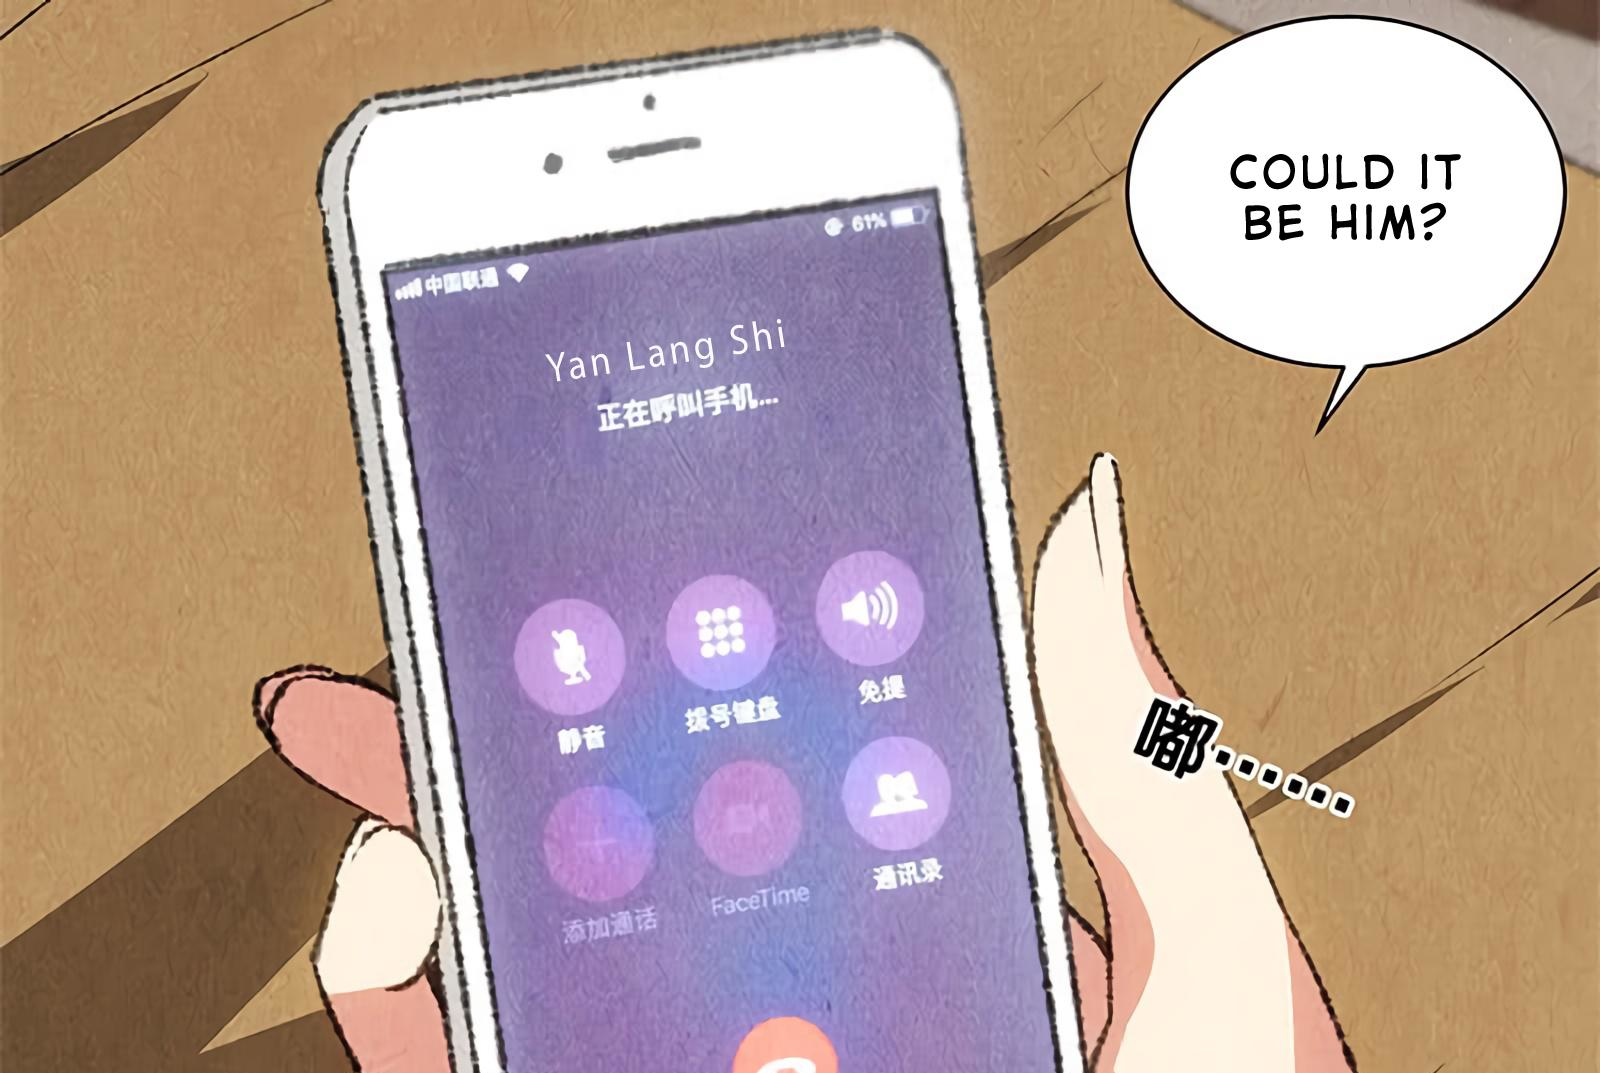 COULD IT
BE HIM?
61%
中国联通
Yan Lang Shi
正在呼叫手机...
静音
拨号键盘
免提
添加通话
FaceTime
通讯录
嘟······